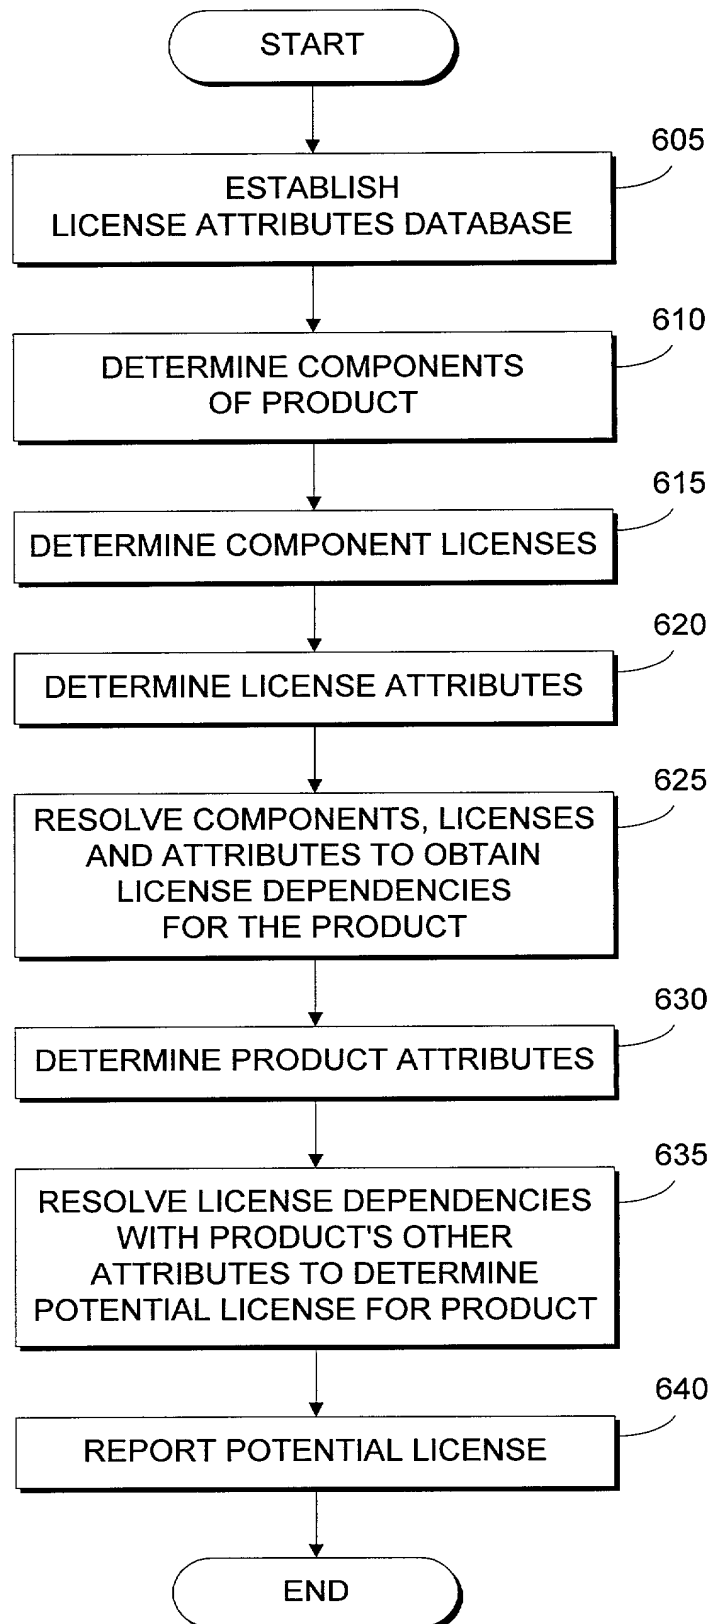 START
605
ESTABLISH
LICENSE ATTRIBUTES DATABASE
610
DETERMINE COMPONENTS
OF PRODUCT
615
DETERMINE COMPONENT LICENSES
620
DETERMINE LICENSE ATTRIBUTES
625
RESOLVE COMPONENTS, LICENSES
AND ATTRIBUTES TO OBTAIN
LICENSE DEPENDENCIES
FOR THE PRODUCT
630
DETERMINE PRODUCT ATTRIBUTES
635
RESOLVE LICENSE DEPENDENCIES
WITH PRODUCT'S OTHER
ATTRIBUTES TO DETERMINE
POTENTIAL LICENSE FOR PRODUCT
640
REPORT POTENTIAL LICENSE
END